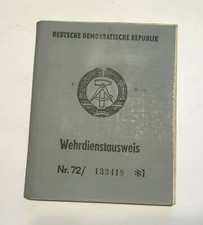 DEUTSCHE DEMOKRATISCHE REPUBLIK
Wehrdienstausweis
Nr. 72/ 133418 *]